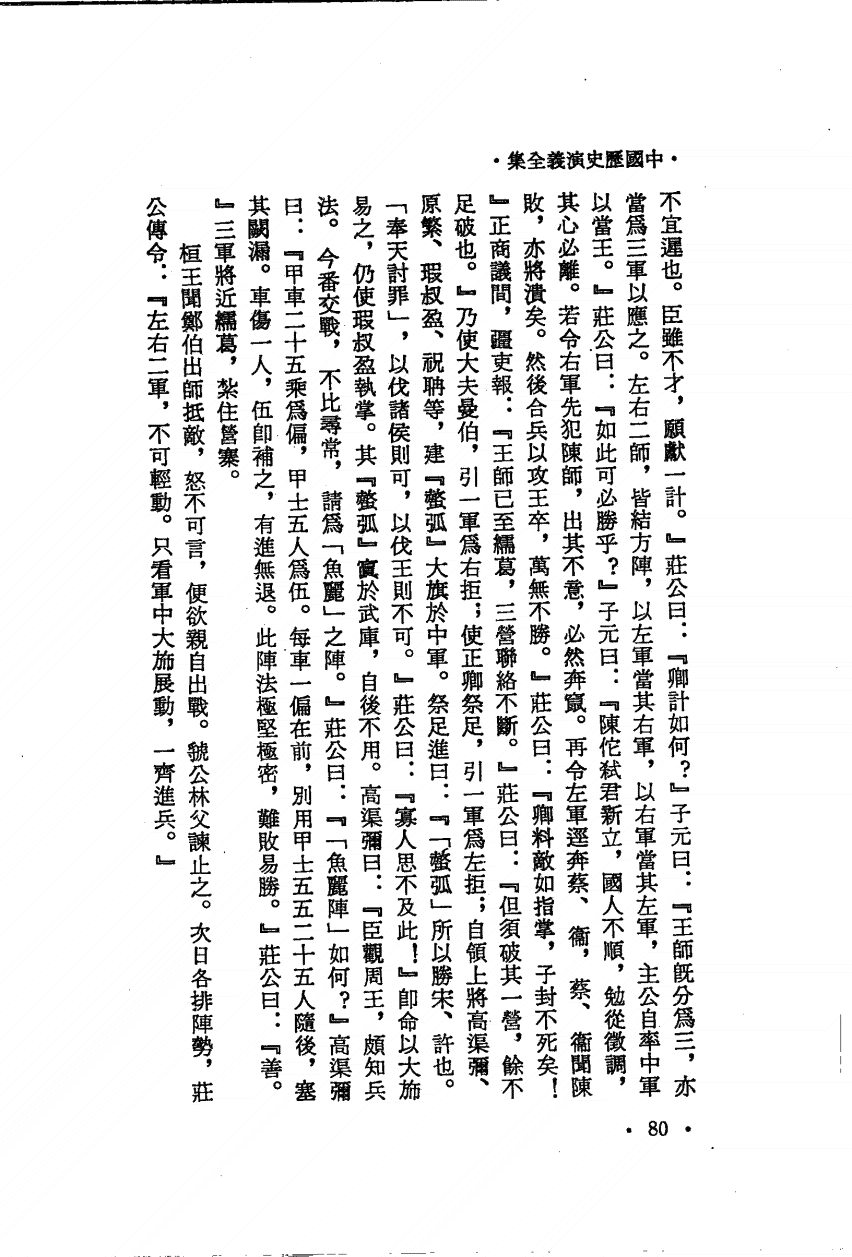 ·中國歷史演義全集·
不宜遲也。臣雖不才，願獻一計。』莊公曰：『卿計如何？』子元曰：『王師既分爲三，亦
當爲三軍以應之。左右二師，皆結方陣，以左軍當其右軍，以右軍當其左軍，主公自率中軍
以當王。』莊公曰：『如此可必勝乎？』子元曰：『陳佗弒君新立，國人不順，勉從徵調，
其心必離。若令右軍先犯陳師，出其不意，必然奔竄。再令左軍逕奔蔡、衞，蔡、衞聞陳
敗，亦將潰矣。然後合兵以攻王卒，萬無不勝。』莊公曰：『卿料敵如指掌，子封不死矣！
』正商議間，疆吏報：『王師已至繻葛，三營聯絡不斷。』莊公曰：『但須破其一營，餘不
足破也。』乃使大夫曼伯，引一軍爲右拒；使正卿祭足，引一軍爲左拒；自領上將高渠彌、
原繁、瑕叔盈、祝聃等，建『蝥弧』大旗於中軍。祭足進曰：『「蝥弧」所以勝宋、許也。
「奉天討罪」，以伐諸侯則可，以伐王則不可。』莊公曰：『寡人思不及此！』卽命以大斾
易之，仍使瑕叔盈執掌。其『蝥弧』寘於武庫，自後不用。高渠彌曰：『臣觀周王，頗知兵
法。今番交戰，不比尋常，請爲「魚麗」之陣。』莊公曰：『「魚麗陣」如何？』高渠彌
曰：『甲車二十五乘爲偏，甲士五人爲伍。每車一偏在前，別用甲士五五二十五人隨後，塞
其闕漏。車傷一人，伍卽補之，有進無退。此陣法極堅極密，難敗易勝。』莊公曰：『善。
』三軍將近繻葛，紮住營寨。
桓王聞鄭伯出師抵敵，怒不可言，便欲親自出戰。虢公林父諫止之。次日各排陣勢，莊
公傳令：『左右二軍，不可輕動。只看軍中大斾展動，一齊進兵。』
·80·